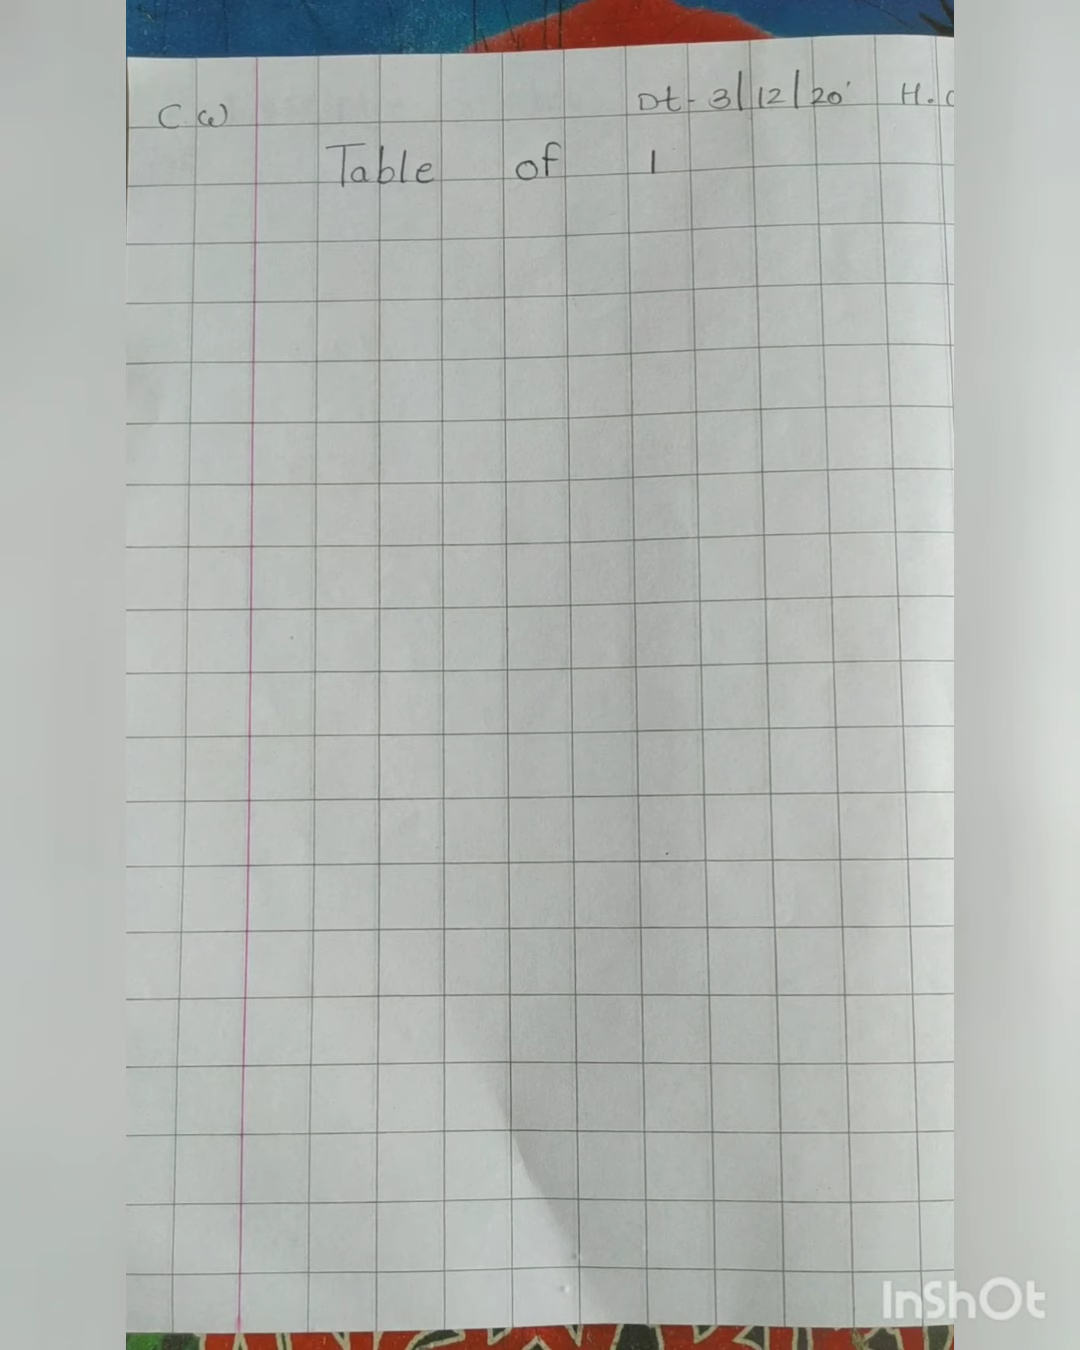 C.W Dt- 3/12/20 H.
Table of 1
InShOt